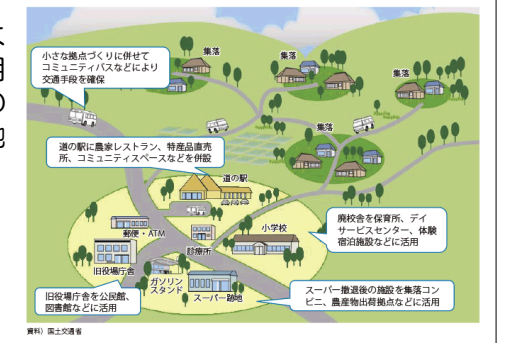 集落
小さな拠点づくりに併せて
コミュニティバスなどにより
交通手段を確保
集落
集落
集落
道の駅に農家レストラン、特産品直売
所、コミュニティスペースなどを併設
道の駅
廃校舎を保育所、デイ
サービスセンター、体験
宿泊施設などに活用
郵便・ATM
小学校
診療所
旧役場庁舎
ガソリン
スタンド
スーパー跡地
旧役場庁舎を公民館、
図書館などに活用
スーパー撤退後の施設を集落コン
ビニ、農産物出荷拠点などに活用
資料）国土交通省